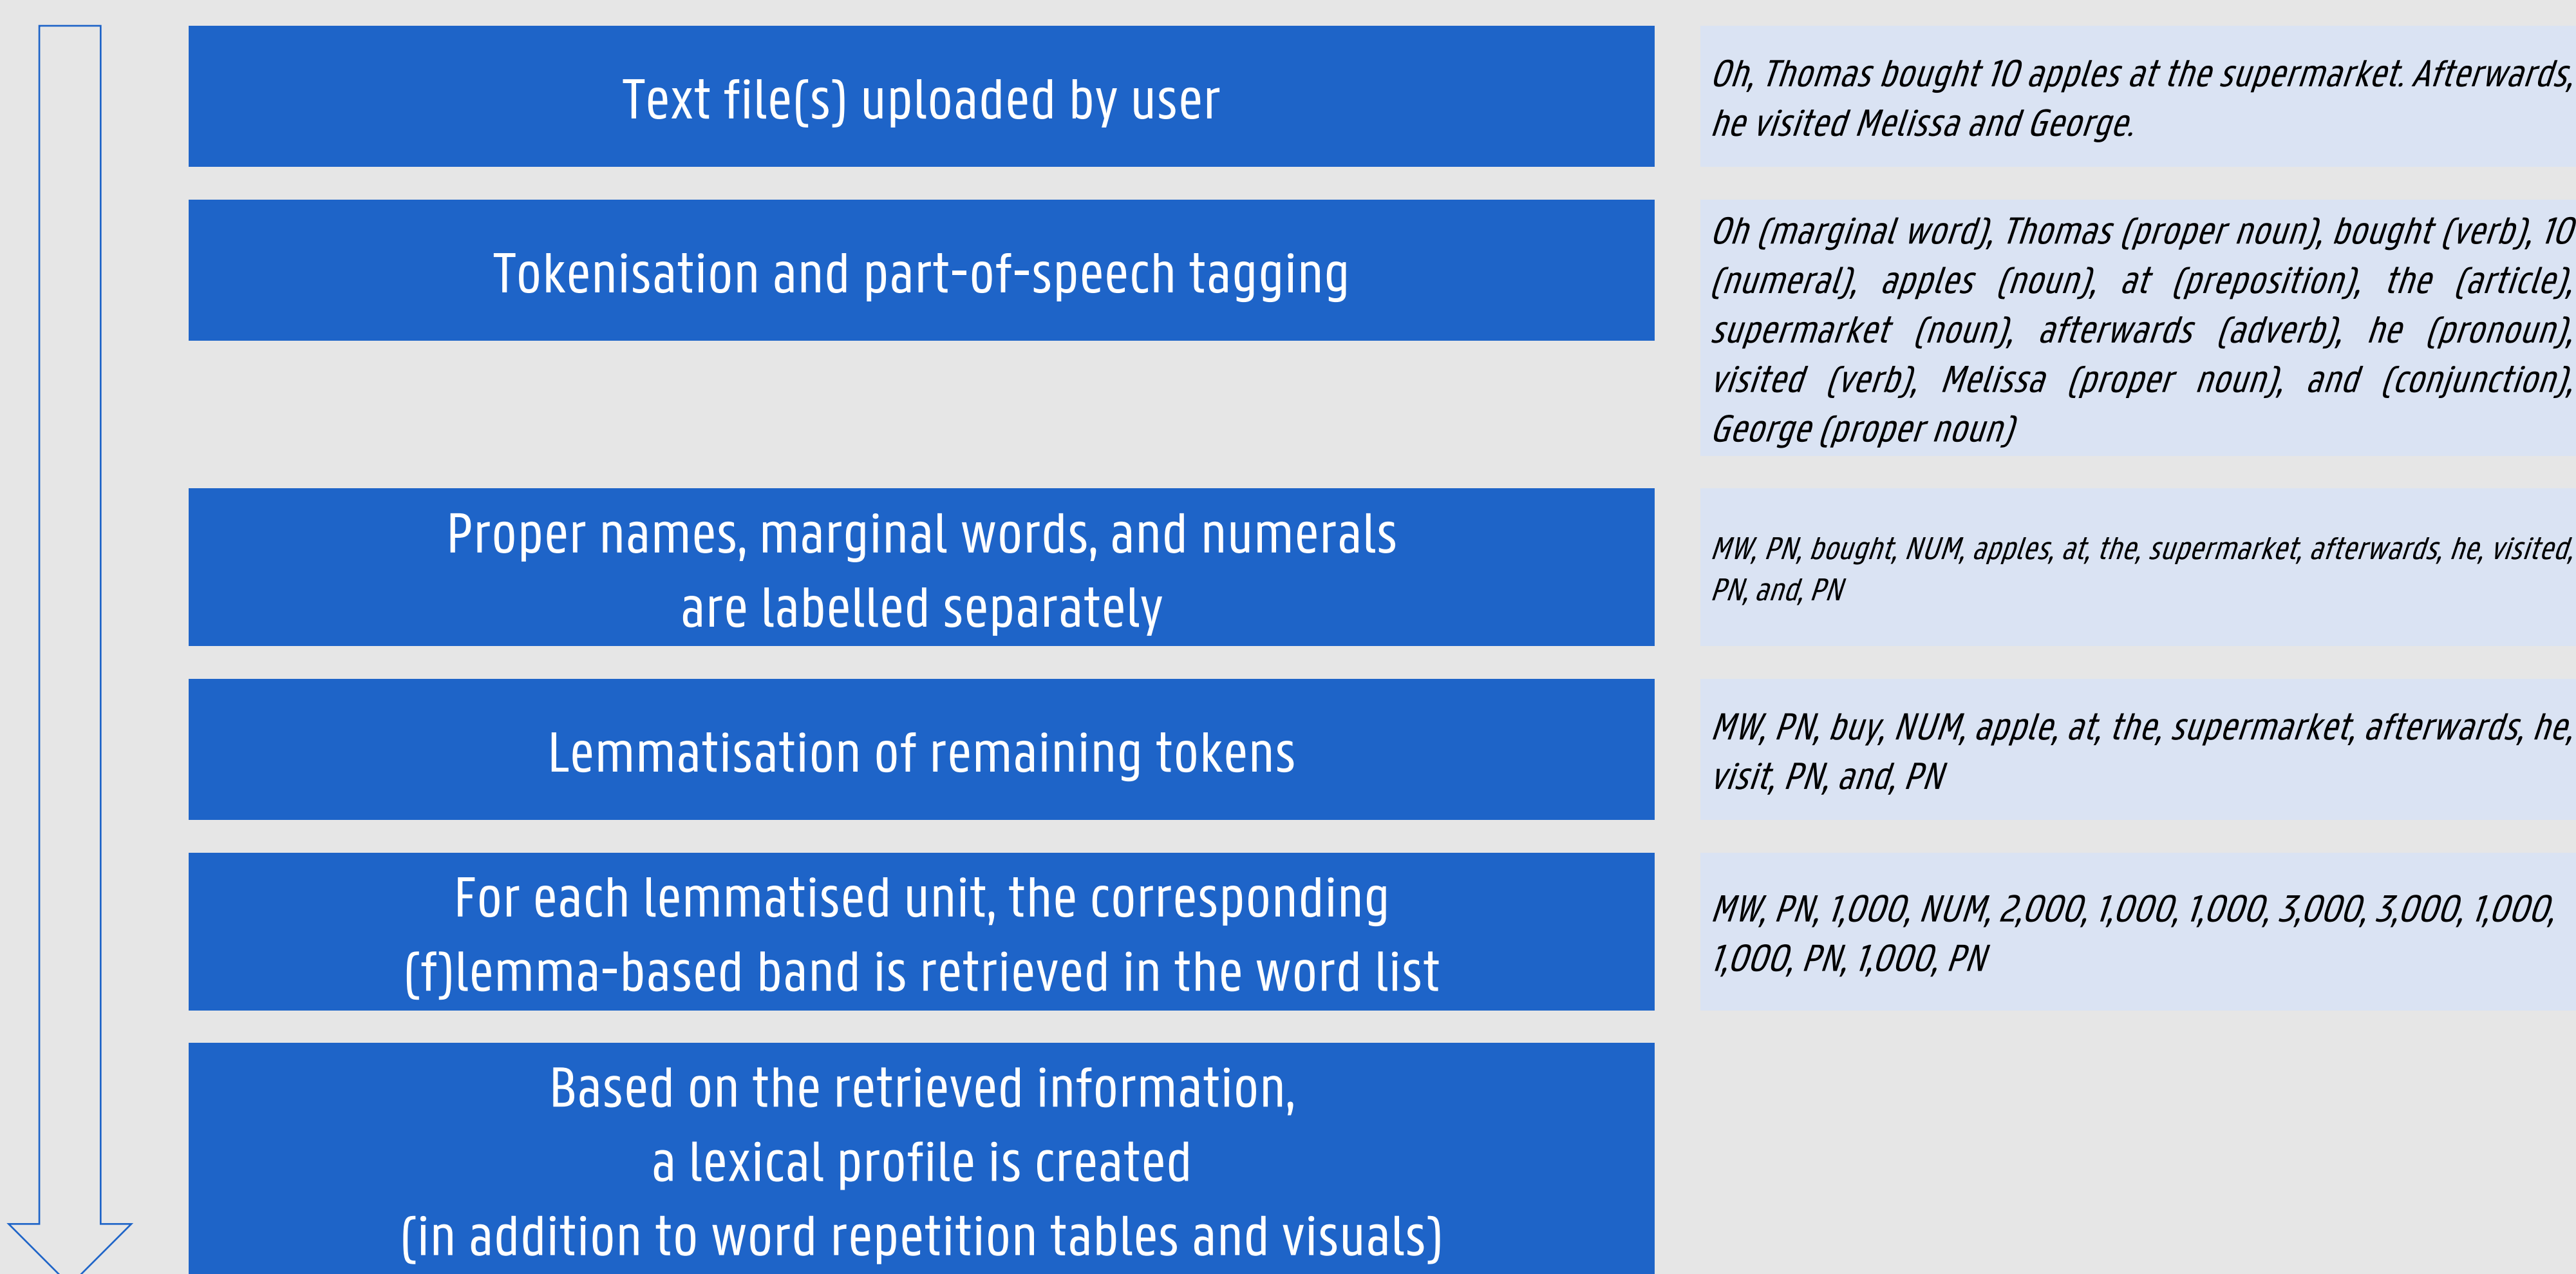 Text file(s) uploaded by user
Oh, Thomas bought 10 apples at the supermarket. Afterwards,
he visited Melissa and George.
Tokenisation and part-of-speech tagging
Oh (marginal word), Thomas (proper noun), bought (verb), 10
(numeral), apples (noun), at (preposition), the (article),
supermarket (noun), afterwards (adverb), he (pronoun),
visited (verb), Melissa (proper noun), and (conjunction),
George (proper noun)
Proper names, marginal words, and numerals
are labelled separately
MW, PN, bought, NUM, apples, at, the, supermarket, afterwards, he, visited,
PN, and, PN
Lemmatisation of remaining tokens
MW, PN, buy, NUM, apple, at, the, supermarket, afterwards, he,
visit, PN, and, PN
For each lemmatised unit, the corresponding
(f)lemma-based band is retrieved in the word list
MW, PN, 1,000, NUM, 2,000, 1,000, 1,000, 3,000, 3,000, 1,000,
1,000, PN, 1,000, PN
Based on the retrieved information,
a lexical profile is created
(in addition to word repetition tables and visuals)